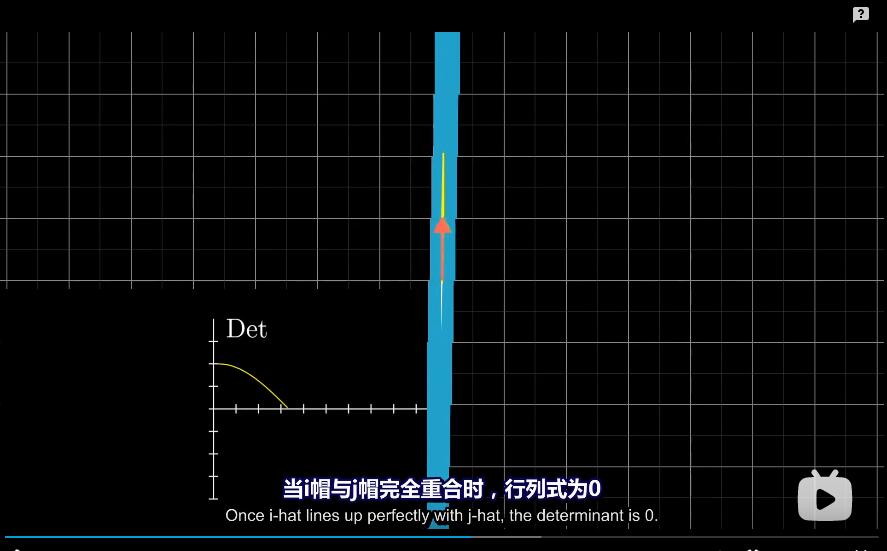 Det
当i帽与j帽完全重合时，行列式为0
Once i-hat lines up perfectly with j-hat, the determinant is 0.